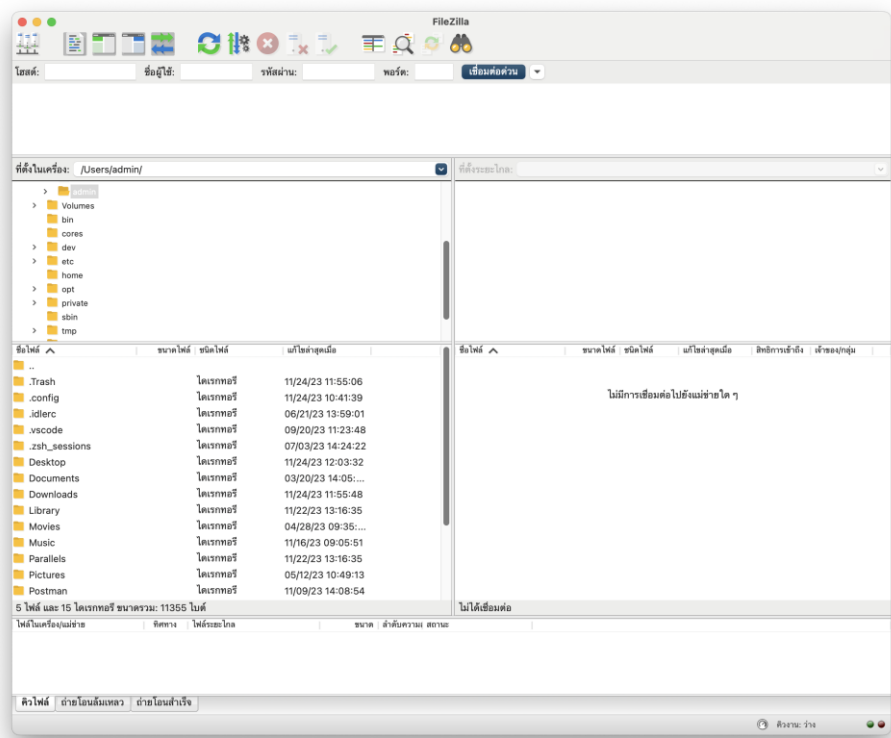 FileZilla
โฮสต์: ชื่อผู้ใช้: รหัสผ่าน: พอร์ต: เชื่อมต่อด่วน
ที่ตั้งในเครื่อง: /Users/admin/ ที่ตั้งระยะไกล:
admin
Volumes
bin
cores
dev
etc
home
opt
private
sbin
tmp
ชื่อไฟล์ ขนาดไฟล์ ชนิดไฟล์ แก้ไขล่าสุดเมื่อ ชื่อไฟล์ ขนาดไฟล์ ชนิดไฟล์ แก้ไขล่าสุดเมื่อ สิทธิการเข้าถึง เจ้าของ/กลุ่ม
..
.Trash ไดเรกทอรี 11/24/23 11:55:06
.config ไดเรกทอรี 11/24/23 10:41:39
ไม่มีการเชื่อมต่อไปยังแม่ข่ายใด ๆ
.idlerc ไดเรกทอรี 06/21/23 13:59:01
.vscode ไดเรกทอรี 09/20/23 11:23:48
.zsh_sessions ไดเรกทอรี 07/03/23 14:24:22
Desktop ไดเรกทอรี 11/24/23 12:03:32
Documents ไดเรกทอรี 03/20/23 14:05:...
Downloads ไดเรกทอรี 11/24/23 11:55:48
Library ไดเรกทอรี 11/22/23 13:16:35
Movies ไดเรกทอรี 04/28/23 09:35:...
Music ไดเรกทอรี 11/16/23 09:05:51
Parallels ไดเรกทอรี 11/22/23 13:16:35
Pictures ไดเรกทอรี 05/12/23 10:49:13
Postman ไดเรกทอรี 11/09/23 14:08:54
5 ไฟล์ และ 15 ไดเรกทอรี ขนาดรวม: 11355 ไบต์ ไม่ได้เชื่อมต่อ
ไฟล์ในเครื่อง/แม่ข่าย ทิศทาง ไฟล์ระยะไกล ขนาด ลำดับความ สถานะ
คิวไฟล์ ถ่ายโอนล้มเหลว ถ่ายโอนสำเร็จ
คิวงาน: ว่าง